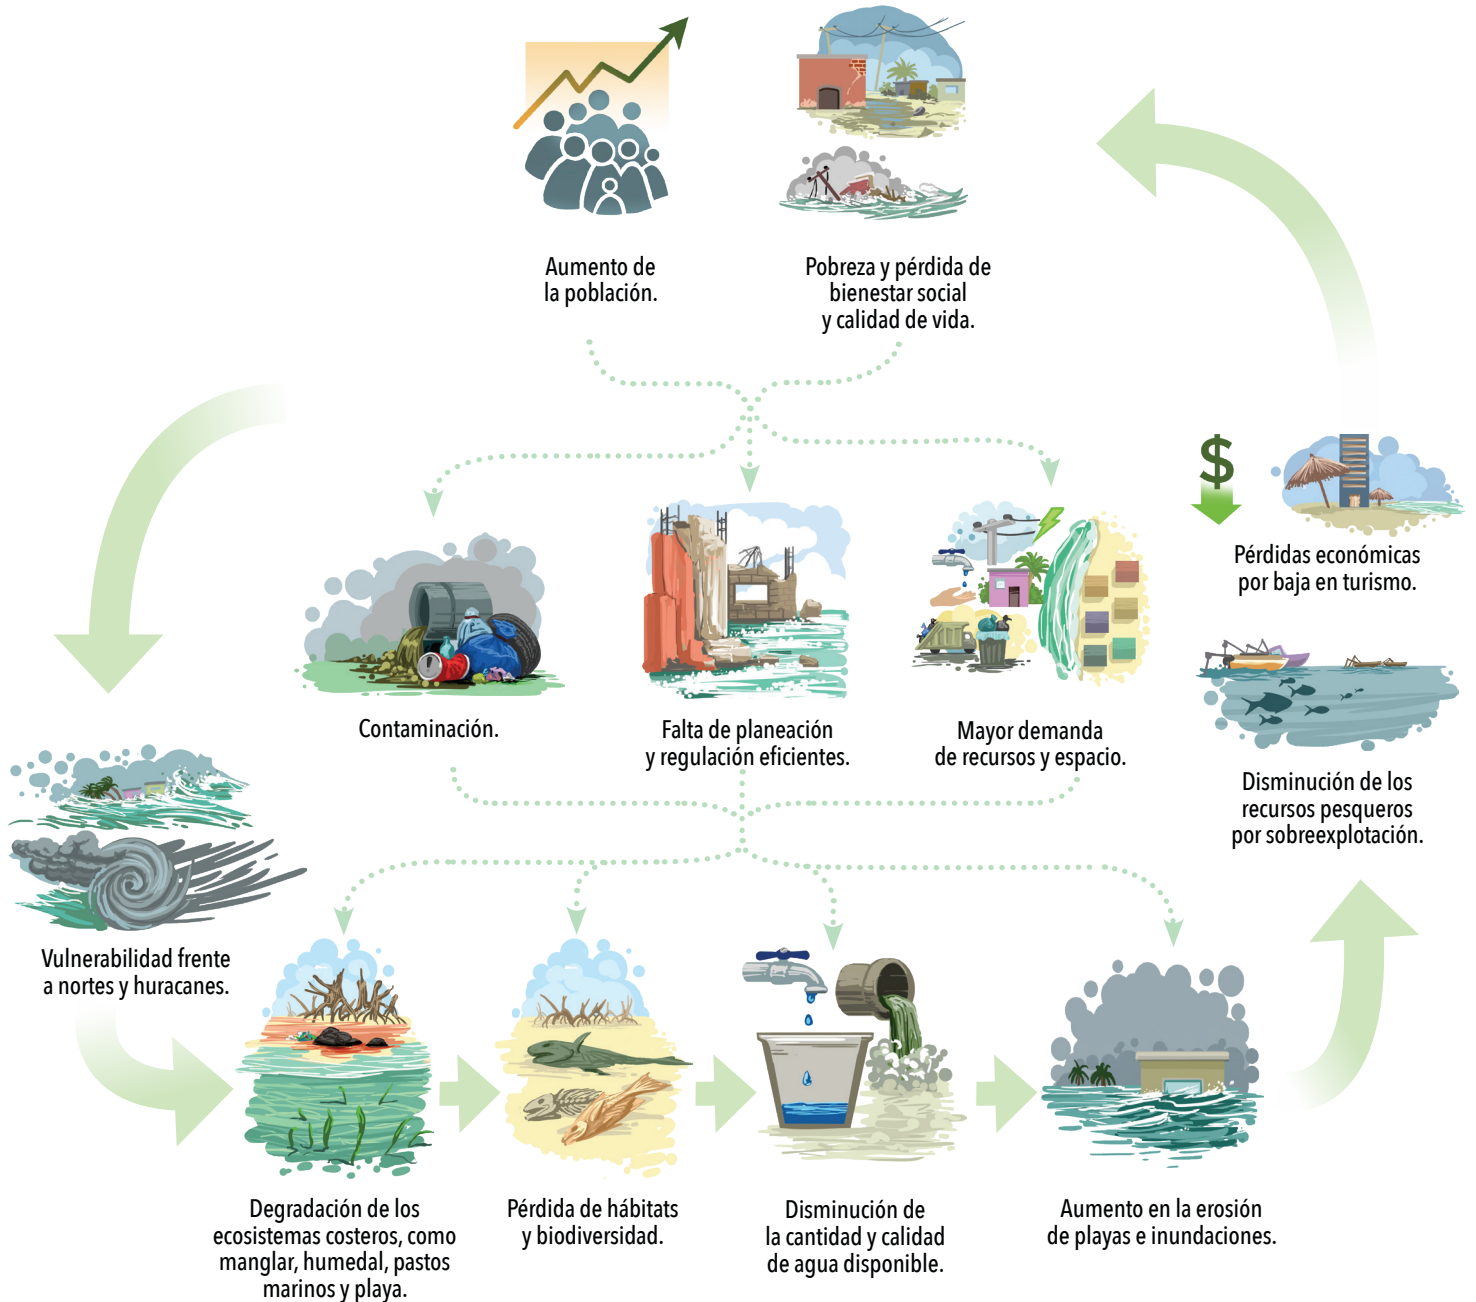 Aumento de
la población.
Pobreza y pérdida de
bienestar social
y calidad de vida.
$
Pérdidas económicas
por baja en turismo.
Contaminación.
Falta de planeación
y regulación eficientes.
Mayor demanda
de recursos y espacio.
Disminución de los
recursos pesqueros
por sobreexplotación.
Vulnerabilidad frente
a nortes y huracanes.
Degradación de los
ecosistemas costeros, como
manglar, humedal, pastos
marinos y playa.
Pérdida de hábitats
y biodiversidad.
Disminución de
la cantidad y calidad
de agua disponible.
Aumento en la erosión
de playas e inundaciones.